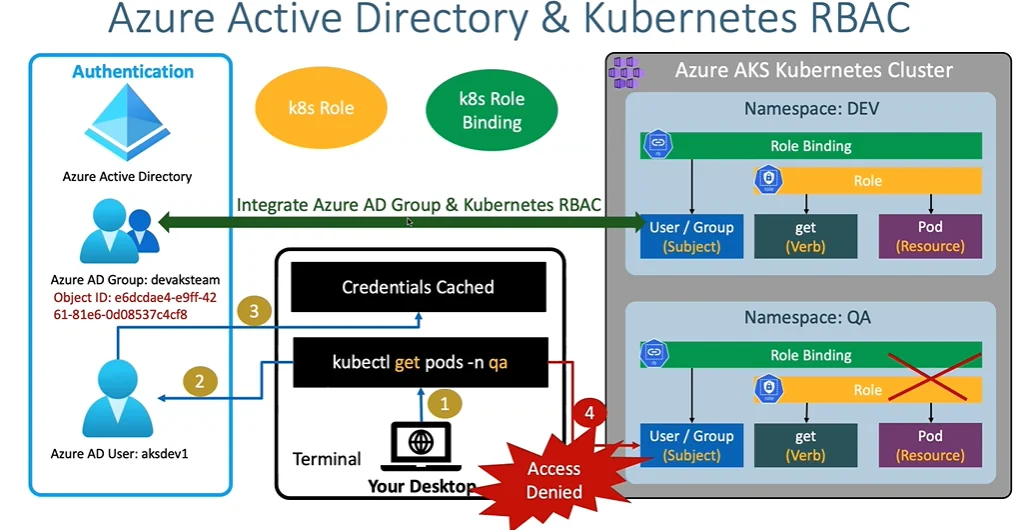 Azure Active Directory & Kubernetes RBAC
Authentication
Azure Active Directory
Azure AD Group: devaksteam
Object ID: e6dcdae4-e9ff-42
61-81e6-0d08537c4cf8
Azure AD User: aksdev1
k8s Role
k8s Role
Binding
Integrate Azure AD Group & Kubernetes RBAC
Credentials Cached
3
kubectl get pods -n qa
2
1
4
Terminal
Your Desktop
Access
Denied
Azure AKS Kubernetes Cluster
Namespace: DEV
rb
Role Binding
role
Role
User / Group
(Subject)
get
(Verb)
Pod
(Resource)
Namespace: QA
rb
Role Binding
role
Role
User / Group
(Subject)
get
(Verb)
Pod
(Resource)